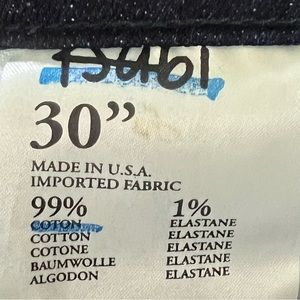 30”
MADE IN U.S.A.
IMPORTED FABRIC
99% 1%
COTON ELASTANE
COTTON ELASTANE
COTONE ELASTANE
BAUMWOLLE ELASTANE
ALGODON ELASTANE